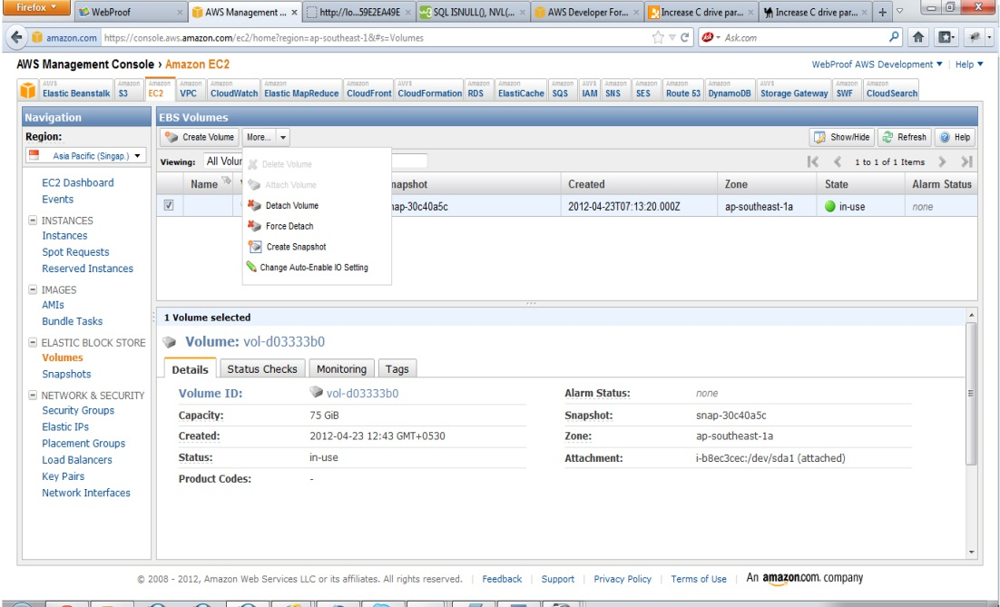 Firefox
WebProof
AWS Management ...
http://lo...59E2EA49E
SQL ISNULL(), NVL(...
AWS Developer For...
Increase C drive par...
Increase C drive par...
amazon.com
https://console.aws.amazon.com/ec2/home?region=ap-southeast-1&#s=Volumes
Ask.com
AWS Management Console › Amazon EC2
WebProof AWS Development
Help
AWS Elastic Beanstalk
Amazon S3
Amazon EC2
Amazon VPC
Amazon CloudWatch
Amazon Elastic MapReduce
Amazon CloudFront
AWS CloudFormation
Amazon RDS
Amazon ElastiCache
Amazon SQS
AWS IAM
Amazon SNS
Amazon SES
Amazon Route 53
Amazon DynamoDB
AWS Storage Gateway
Amazon SWF
Amazon CloudSearch
Navigation
Region:
Asia Pacific (Singap.)
EC2 Dashboard
Events
INSTANCES
Instances
Spot Requests
Reserved Instances
IMAGES
AMIs
Bundle Tasks
ELASTIC BLOCK STORE
Volumes
Snapshots
NETWORK & SECURITY
Security Groups
Elastic IPs
Placement Groups
Load Balancers
Key Pairs
Network Interfaces
EBS Volumes
Create Volume
More...
Show/Hide
Refresh
Help
Viewing:
All Volu
1 to 1 of 1 Items
Name
napshot
Created
Zone
State
Alarm Status
nap-30c40a5c
2012-04-23T07:13:20.000Z
ap-southeast-1a
in-use
none
Delete Volume
Attach Volume
Detach Volume
Force Detach
Create Snapshot
Change Auto-Enable IO Setting
1 Volume selected
Volume: vol-d03333b0
Details
Status Checks
Monitoring
Tags
Volume ID: vol-d03333b0
Capacity: 75 GiB
Created: 2012-04-23 12:43 GMT+0530
Status: in-use
Product Codes: -
Alarm Status: none
Snapshot: snap-30c40a5c
Zone: ap-southeast-1a
Attachment: i-b8ec3cec:/dev/sda1 (attached)
© 2008 - 2012, Amazon Web Services LLC or its affiliates. All rights reserved. | Feedback | Support | Privacy Policy | Terms of Use | An amazon.com. company